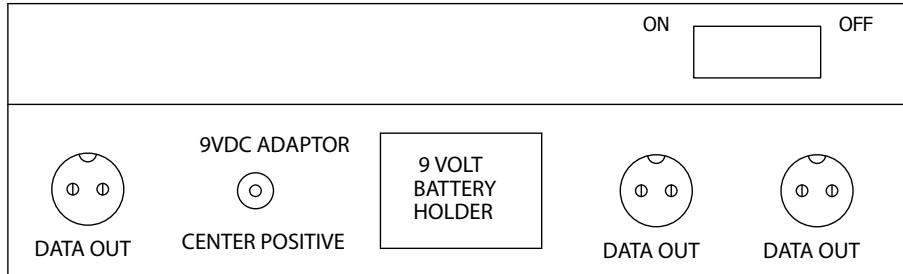 ON
OFF
9VDC ADAPTOR
9 VOLT
BATTERY
HOLDER
DATA OUT
CENTER POSITIVE
DATA OUT
DATA OUT